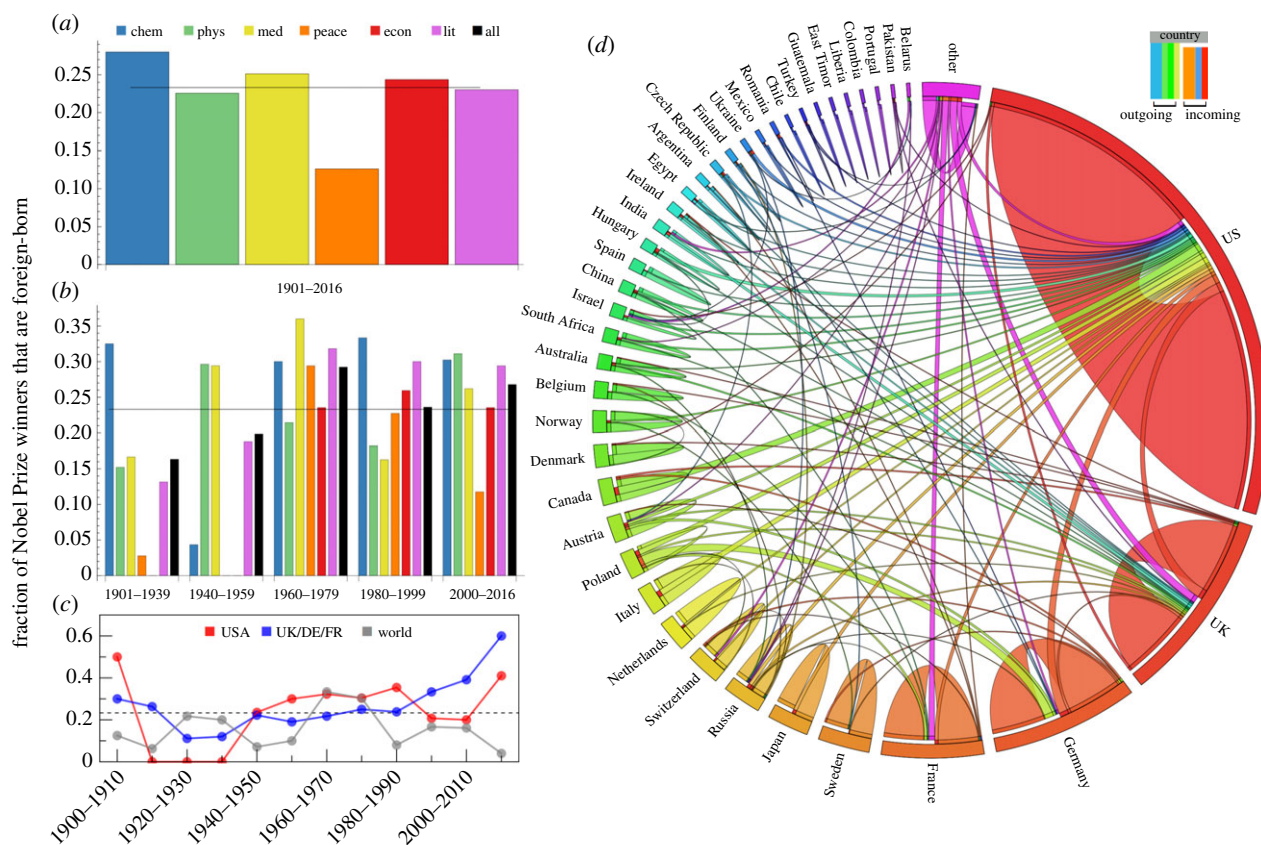 (a)
chem phys med peace econ lit all
0.25
0.20
0.15
0.10
0.05
0
1901–2016
fraction of Nobel Prize winners that are foreign-born
(b)
0.35
0.30
0.25
0.20
0.15
0.10
0.05
0
1901–1939 1940–1959 1960–1979 1980–1999 2000–2016
(c)
USA UK/DE/FR world
0.6
0.4
0.2
0
1900–1910
1920–1930
1940–1950
1960–1970
1980–1990
2000–2010
(d)
country
outgoing incoming
other
US
UK
Germany
France
Sweden
Japan
Russia
Switzerland
Netherlands
Italy
Poland
Austria
Canada
Denmark
Norway
Belgium
Australia
South Africa
Israel
China
Spain
Hungary
India
Ireland
Egypt
Argentina
Czech Republic
Finland
Ukraine
Mexico
Romania
Chile
Turkey
Guatemala
East Timor
Liberia
Colombia
Portugal
Pakistan
Belarus